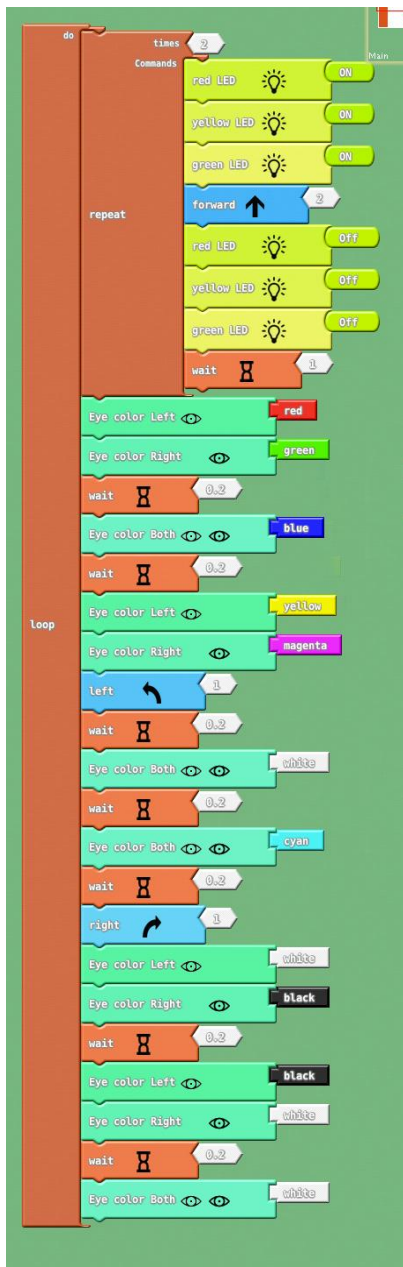 Main
do
times 2
Commands
red LED ON
yellow LED ON
green LED ON
repeat
forward 2
red LED Off
yellow LED Off
green LED Off
wait 1
Eye color Left red
Eye color Right green
wait 0.2
Eye color Both blue
wait 0.2
Eye color Left yellow
loop
Eye color Right magenta
left 1
wait 0.2
Eye color Both white
wait 0.2
Eye color Both cyan
wait 0.2
right 1
Eye color Left white
Eye color Right black
wait 0.2
Eye color Left black
Eye color Right white
wait 0.2
Eye color Both white